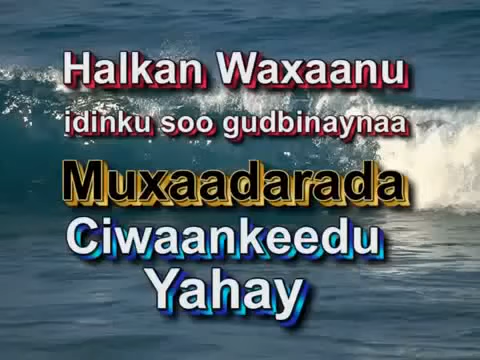 Halkan Waxaanu
idinku soo gudbinaynaa
Muxaadarada
Ciwaankeedu
Yahay